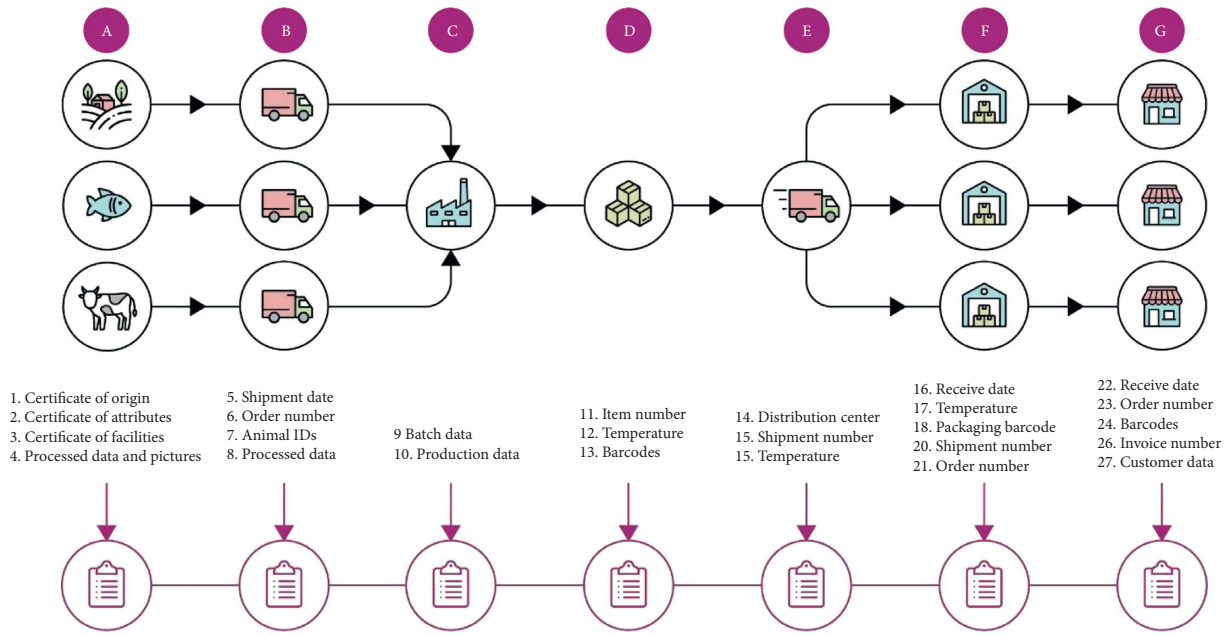 A
B
C
D
E
F
G
1. Certificate of origin
2. Certificate of attributes
3. Certificate of facilities
4. Processed data and pictures
5. Shipment date
6. Order number
7. Animal IDs
8. Processed data
9 Batch data
10. Production data
11. Item number
12. Temperature
13. Barcodes
14. Distribution center
15. Shipment number
15. Temperature
16. Receive date
17. Temperature
18. Packaging barcode
20. Shipment number
21. Order number
22. Receive date
23. Order number
24. Barcodes
26. Invoice number
27. Customer data